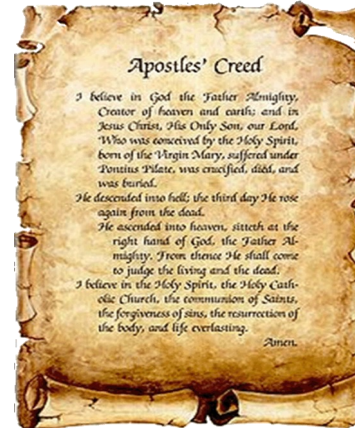 Apostles' Creed
I believe in God the Father Almighty,
Creator of heaven and earth; and in
Jesus Christ, His Only Son, our Lord,
Who was conceived by the Holy Spirit,
born of the Virgin Mary, suffered under
Pontius Pilate, was crucified, died, and
was buried.
He descended into hell; the third day He rose
again from the dead.
He ascended into heaven, sitteth at the
right hand of God, the Father Al-
mighty. From thence He shall come
to judge the living and the dead.
I believe in the Holy Spirit, the Holy Cath-
olic Church, the communion of Saints,
the forgiveness of sins, the resurrection of
the body, and life everlasting.
Amen.